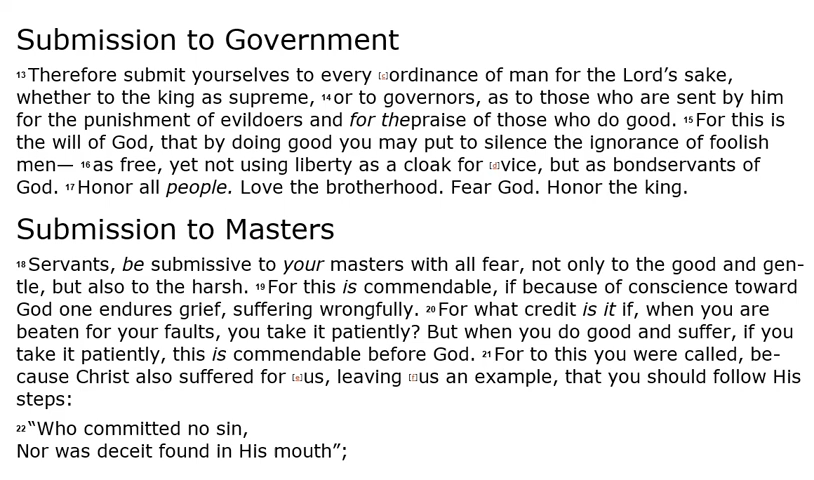 Submission to Government
13 Therefore submit yourselves to every [c]ordinance of man for the Lord’s sake,
whether to the king as supreme, 14 or to governors, as to those who are sent by him
for the punishment of evildoers and for thepraise of those who do good. 15 For this is
the will of God, that by doing good you may put to silence the ignorance of foolish
men— 16 as free, yet not using liberty as a cloak for [d]vice, but as bondservants of
God. 17 Honor all people. Love the brotherhood. Fear God. Honor the king.
Submission to Masters
18 Servants, be submissive to your masters with all fear, not only to the good and gen-
tle, but also to the harsh. 19 For this is commendable, if because of conscience toward
God one endures grief, suffering wrongfully. 20 For what credit is it if, when you are
beaten for your faults, you take it patiently? But when you do good and suffer, if you
take it patiently, this is commendable before God. 21 For to this you were called, be-
cause Christ also suffered for [e]us, leaving [f]us an example, that you should follow His
steps:
22 “Who committed no sin,
Nor was deceit found in His mouth”;